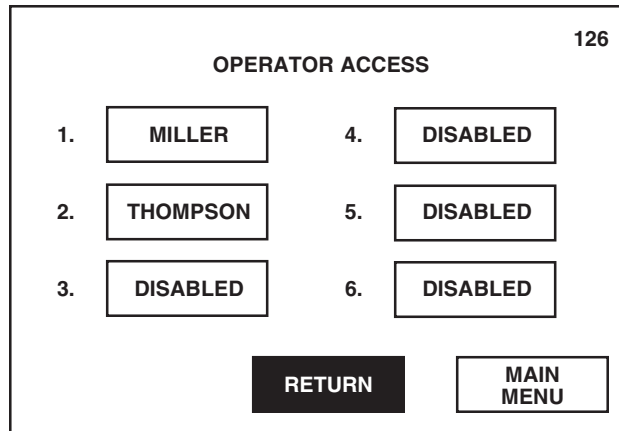 126
OPERATOR ACCESS
1. MILLER 4. DISABLED
2. THOMPSON 5. DISABLED
3. DISABLED 6. DISABLED
RETURN MAIN
MENU